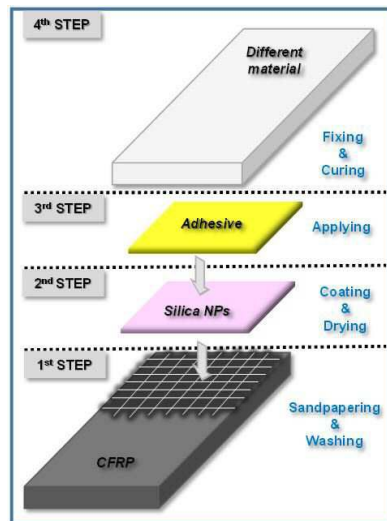 4th STEP
Different
material
Fixing
&
Curing
3rd STEP
Adhesive
Applying
2nd STEP
Silica NPs
Coating
&
Drying
1st STEP
Sandpapering
&
Washing
CFRP